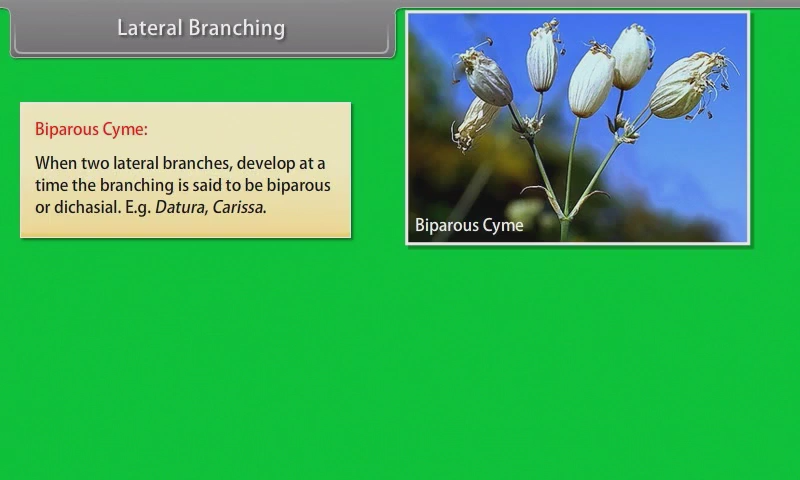 Lateral Branching
Biparous Cyme:
When two lateral branches, develop at a
time the branching is said to be biparous
or dichasial. E.g. Datura, Carissa.
Biparous Cyme